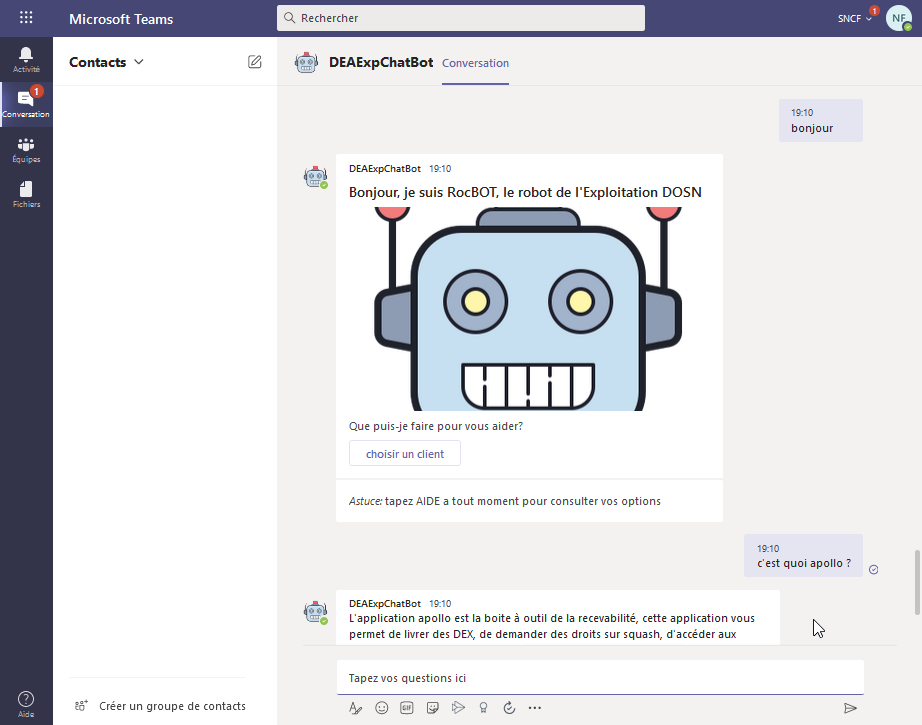 Microsoft Teams
Rechercher
SNCF
1
NF
Activité
1
Conversation
Équipes
Fichiers
Aide
Contacts
Créer un groupe de contacts
DEAExpChatBot Conversation
19:10
bonjour
DEAExpChatBot 19:10
Bonjour, je suis RocBOT, le robot de l'Exploitation DOSN
Que puis-je faire pour vous aider?
choisir un client
Astuce: tapez AIDE a tout moment pour consulter vos options
19:10
c'est quoi apollo ?
DEAExpChatBot 19:10
L'application apollo est la boite à outil de la recevabilité, cette application vous
permet de livrer des DEX, de demander des droits sur squash, d'accéder aux
Tapez vos questions ici
GIF